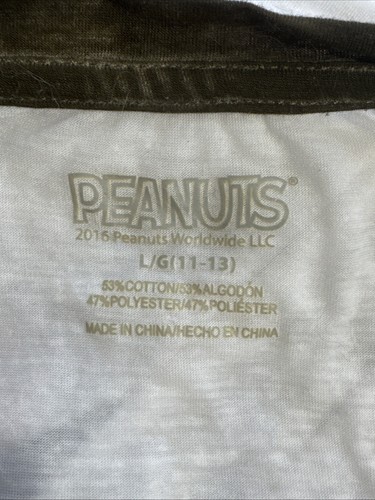 PEANUTS®
2016 Peanuts Worldwide LLC
L/G(11-13)
53%COTTON/53%ALGODÓN
47%POLYESTER/47%POLIÉSTER
MADE IN CHINA/HECHO EN CHINA